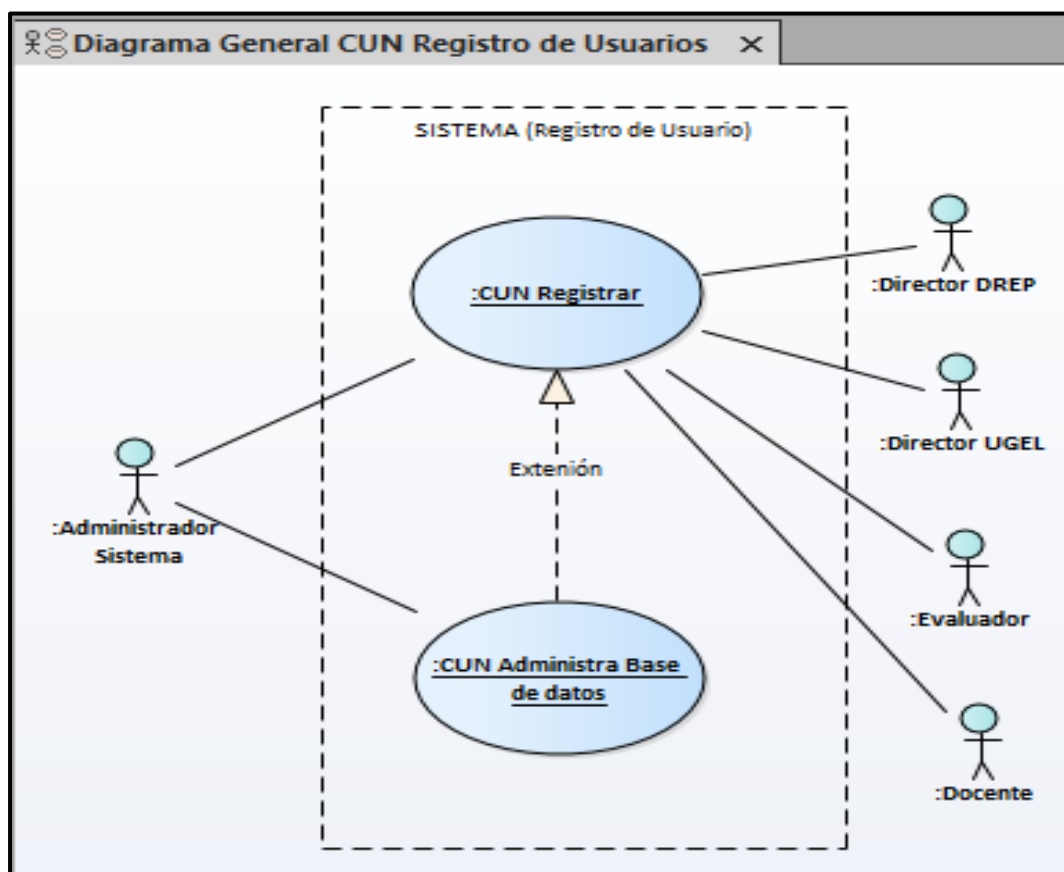 Diagrama General CUN Registro de Usuarios
SISTEMA (Registro de Usuario)
:CUN Registrar
:Director DREP
:Director UGEL
Extenión
:Administrador
Sistema
:Evaluador
:CUN Administra Base
de datos
:Docente